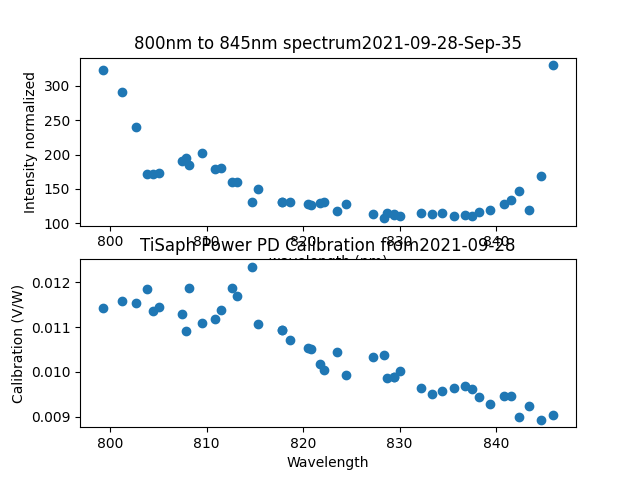 800nm to 845nm spectrum2021-09-28-Sep-35
Intensity normalized
300
250
200
150
100
800 810 820 830 840
wavelength (nm)
TiSaph Power PD Calibration from2021-09-28
Calibration (V/W)
0.012
0.011
0.010
0.009
800 810 820 830 840
Wavelength